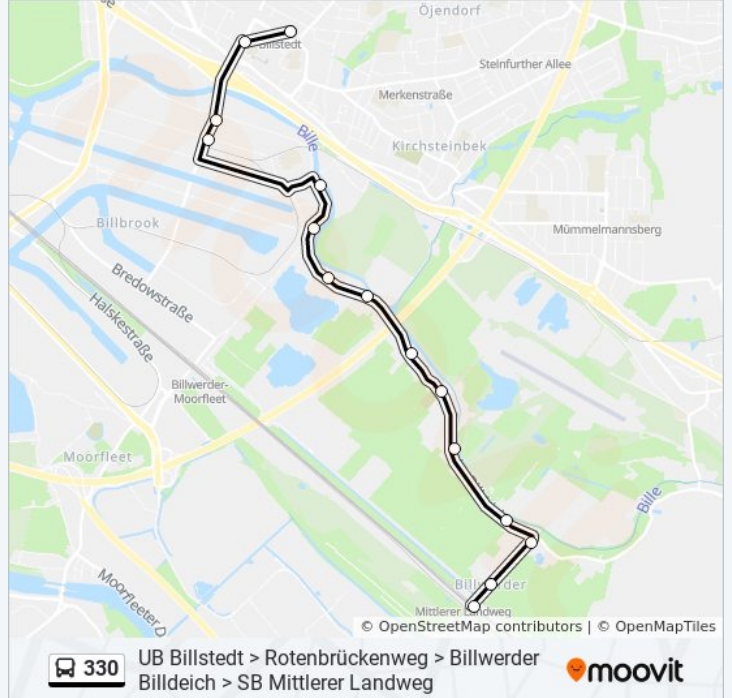 Öjendorf
Billstedt
Steinfurther Allee
Merkenstraße
Bille
Kirchsteinbek
Billbrook
Mümmelmannsberg
Bredowstraße
Halskestraße
Billwerder-
Moorfleet
Moorfleet
Bille
Moorfleeter D
Billwerder
Mittlerer Landweg
© OpenStreetMap contributors | © OpenMapTiles
330
UB Billstedt > Rotenbrückenweg > Billwerder
Billdeich > SB Mittlerer Landweg
moovit